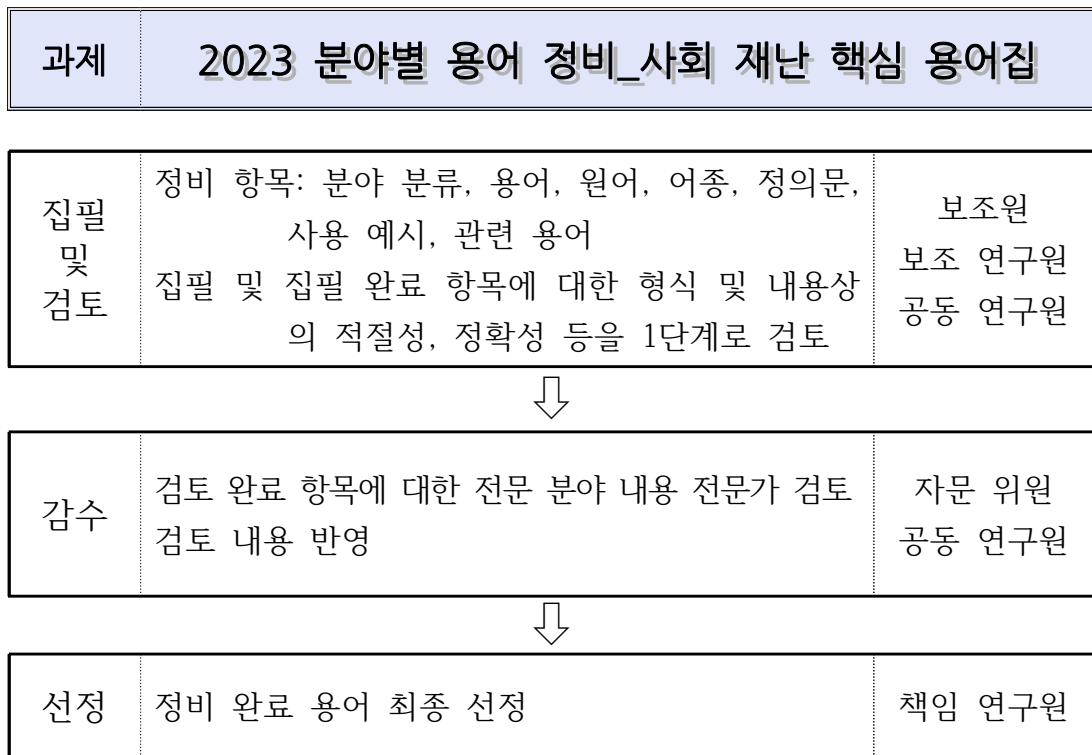 과제 2023 분야별 용어 정비_사회 재난 핵심 용어집
집필
및
검토
정비 항목: 분야 분류, 용어, 원어, 어종, 정의문,
사용 예시, 관련 용어
집필 및 집필 완료 항목에 대한 형식 및 내용상
의 적절성, 정확성 등을 1단계로 검토
보조원
보조 연구원
공동 연구원
감수
검토 완료 항목에 대한 전문 분야 내용 전문가 검토
검토 내용 반영
자문 위원
공동 연구원
선정 정비 완료 용어 최종 선정 책임 연구원